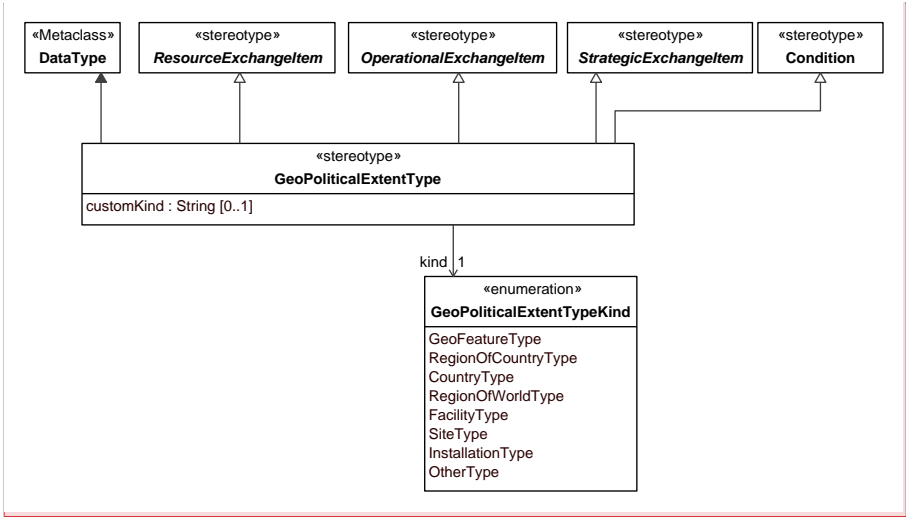 «Metaclass»
DataType
«stereotype»
ResourceExchangeItem
«stereotype»
OperationalExchangeItem
«stereotype»
StrategicExchangeItem
«stereotype»
Condition
«stereotype»
GeoPoliticalExtentType
customKind : String [0..1]
kind 1
«enumeration»
GeoPoliticalExtentTypeKind
GeoFeatureType
RegionOfCountryType
CountryType
RegionOfWorldType
FacilityType
SiteType
InstallationType
OtherType